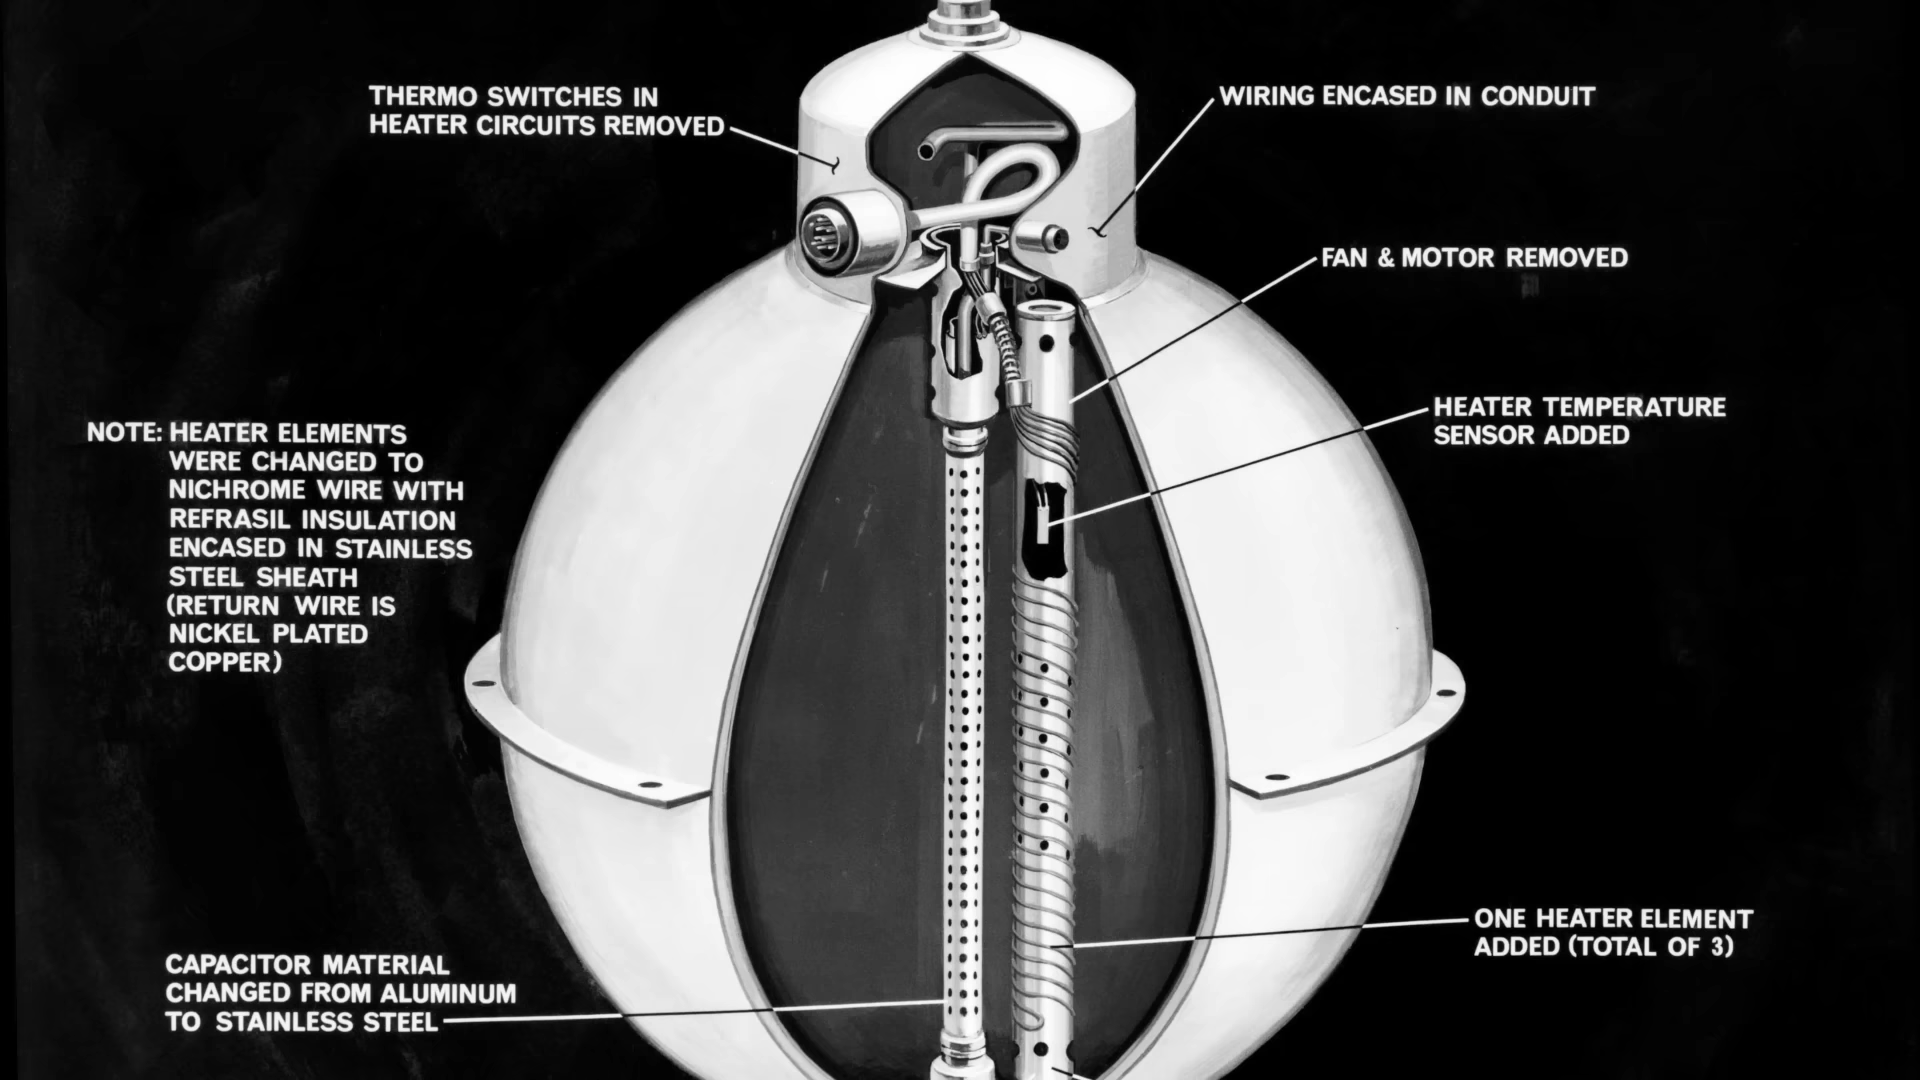 THERMO SWITCHES IN
HEATER CIRCUITS REMOVED
WIRING ENCASED IN CONDUIT
FAN & MOTOR REMOVED
HEATER TEMPERATURE
SENSOR ADDED
NOTE: HEATER ELEMENTS
WERE CHANGED TO
NICHROME WIRE WITH
REFRASIL INSULATION
ENCASED IN STAINLESS
STEEL SHEATH
(RETURN WIRE IS
NICKEL PLATED
COPPER)
ONE HEATER ELEMENT
ADDED (TOTAL OF 3)
CAPACITOR MATERIAL
CHANGED FROM ALUMINUM
TO STAINLESS STEEL